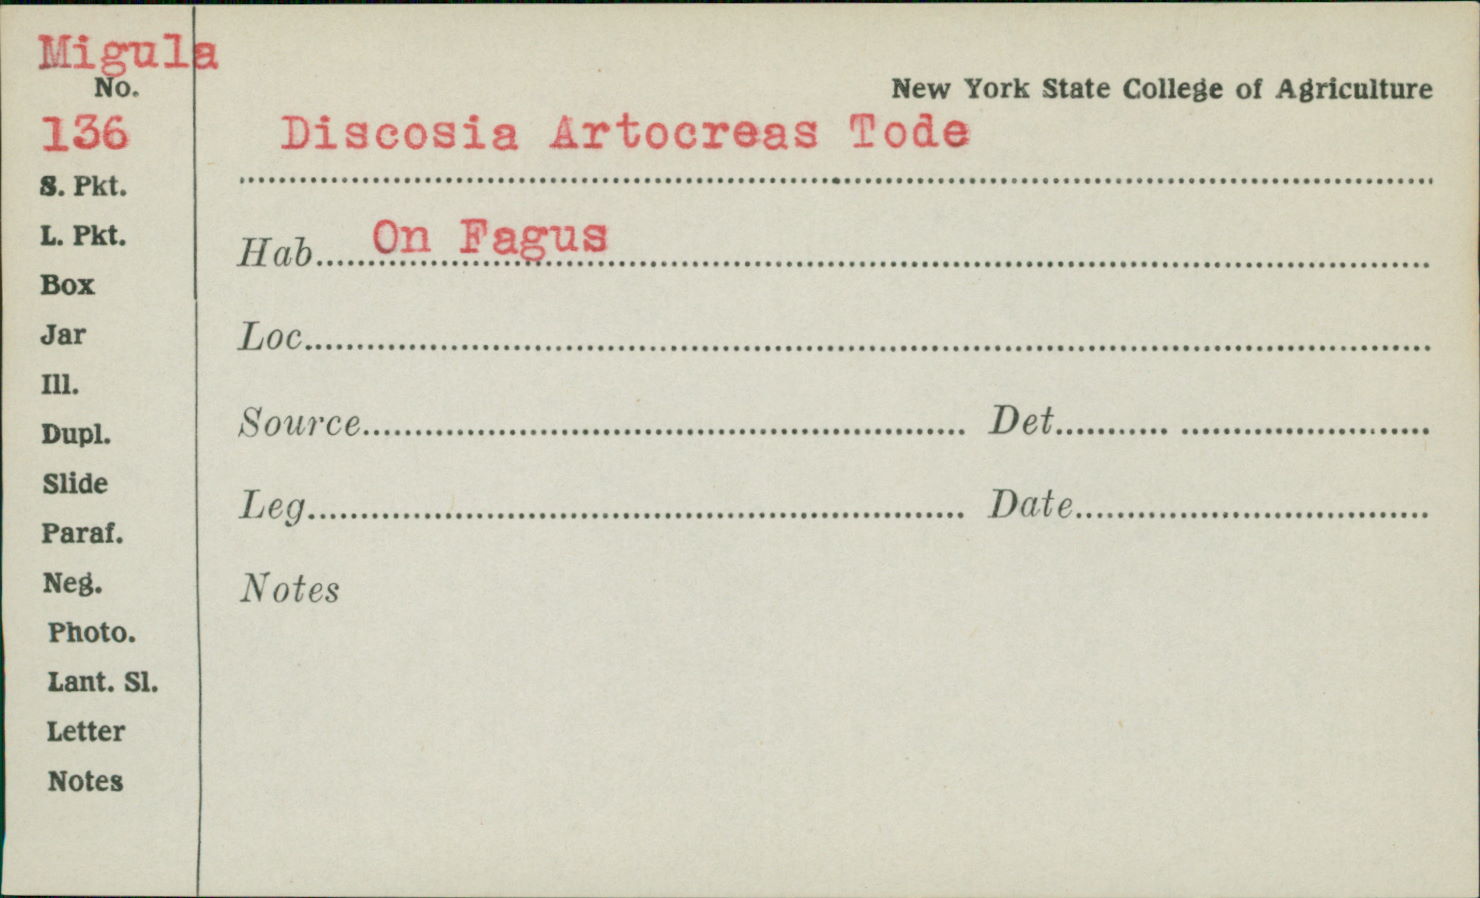 Migula
No.
New York State College of Agriculture
136
Discosia Artocreas Tode
S. Pkt.
L. Pkt.
Hab. On Fagus
Box
Jar
Loc.
Ill.
Dupl.
Source Det.
Slide
Leg. Date
Paraf.
Neg.
Notes
Photo.
Lant. Sl.
Letter
Notes